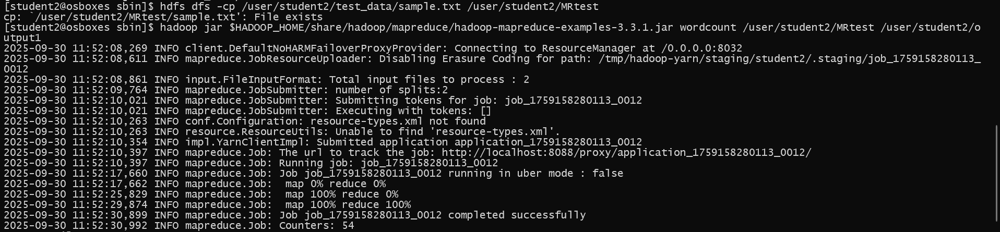 [student2@osboxes sbin]$ hdfs dfs -cp /user/student2/test_data/sample.txt /user/student2/MRtest
cp: `/user/student2/MRtest/sample.txt': File exists
[student2@osboxes sbin]$ hadoop jar $HADOOP_HOME/share/hadoop/mapreduce/hadoop-mapreduce-examples-3.3.1.jar wordcount /user/student2/MRtest /user/student2/o
utput1
2025-09-30 11:52:08,269 INFO client.DefaultNoHARMFailoverProxyProvider: Connecting to ResourceManager at /0.0.0.0:8032
2025-09-30 11:52:08,611 INFO mapreduce.JobResourceUploader: Disabling Erasure Coding for path: /tmp/hadoop-yarn/staging/student2/.staging/job_1759158280113_
0012
2025-09-30 11:52:08,861 INFO input.FileInputFormat: Total input files to process : 2
2025-09-30 11:52:09,764 INFO mapreduce.JobSubmitter: number of splits:2
2025-09-30 11:52:10,021 INFO mapreduce.JobSubmitter: Submitting tokens for job: job_1759158280113_0012
2025-09-30 11:52:10,021 INFO mapreduce.JobSubmitter: Executing with tokens: []
2025-09-30 11:52:10,263 INFO conf.Configuration: resource-types.xml not found
2025-09-30 11:52:10,263 INFO resource.ResourceUtils: Unable to find 'resource-types.xml'.
2025-09-30 11:52:10,354 INFO impl.YarnClientImpl: Submitted application application_1759158280113_0012
2025-09-30 11:52:10,397 INFO mapreduce.Job: The url to track the job: http://localhost:8088/proxy/application_1759158280113_0012/
2025-09-30 11:52:10,397 INFO mapreduce.Job: Running job: job_1759158280113_0012
2025-09-30 11:52:17,660 INFO mapreduce.Job: Job job_1759158280113_0012 running in uber mode : false
2025-09-30 11:52:17,662 INFO mapreduce.Job:  map 0% reduce 0%
2025-09-30 11:52:25,829 INFO mapreduce.Job:  map 100% reduce 0%
2025-09-30 11:52:29,874 INFO mapreduce.Job:  map 100% reduce 100%
2025-09-30 11:52:30,899 INFO mapreduce.Job: Job job_1759158280113_0012 completed successfully
2025-09-30 11:52:30,992 INFO mapreduce.Job: Counters: 54